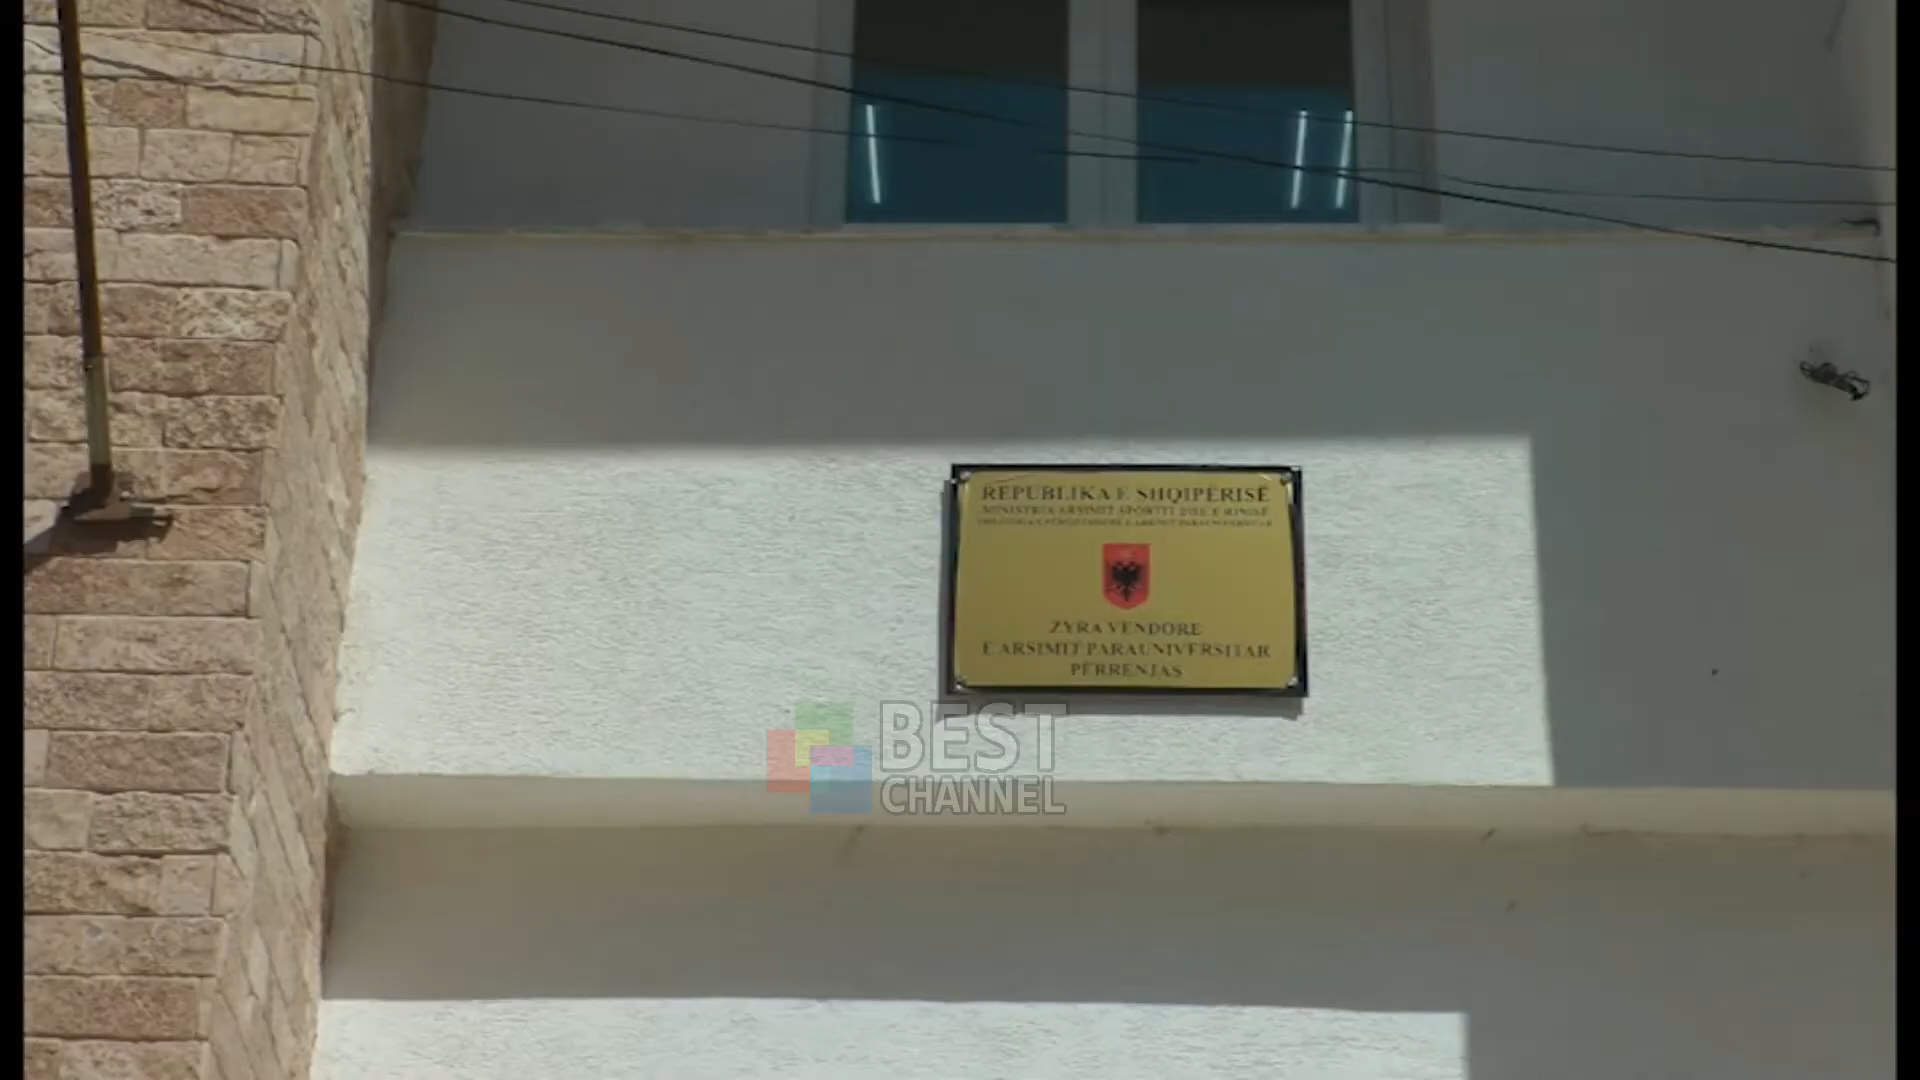 REPUBLIKA E SHQIPËRISË
MINISTRIA ARSIMIT SPORTIT DHE RINISË
ZYRA VENDORE
E ARSIMIT PARAUNIVERSITAR
PËRRENJAS
BEST
CHANNEL